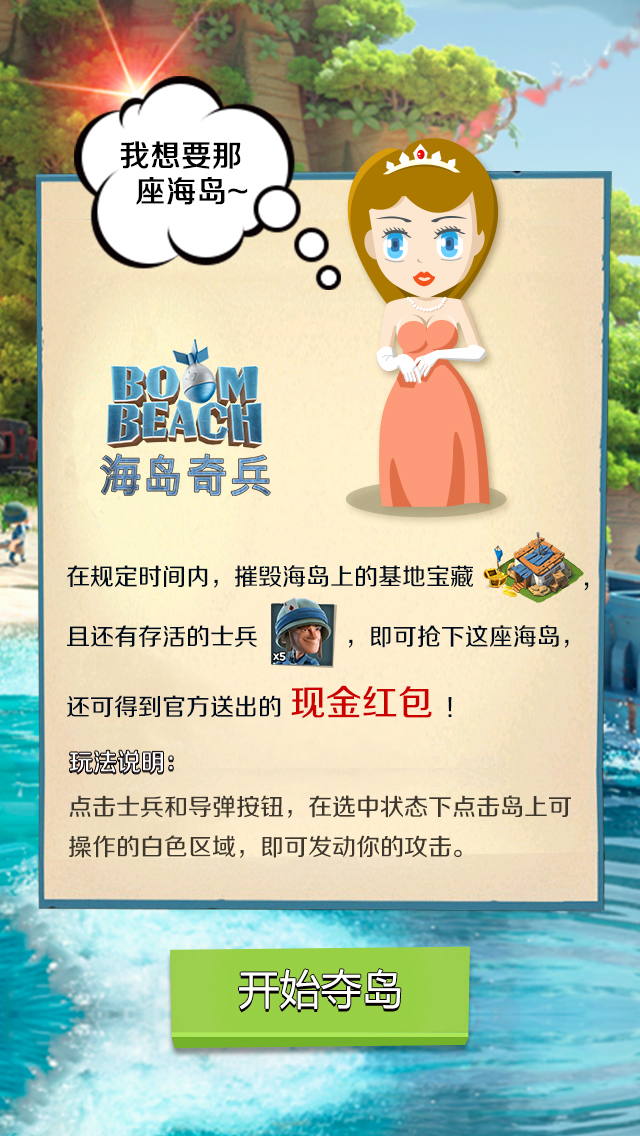 我想要那
座海岛~
BOOM
BEACH
海岛奇兵
在规定时间内，摧毁海岛上的基地宝藏 ，
且还有存活的士兵 x5 ，即可抢下这座海岛，
还可得到官方送出的 现金红包 ！
玩法说明：
点击士兵和导弹按钮，在选中状态下点击岛上可
操作的白色区域，即可发动你的攻击。
开始夺岛